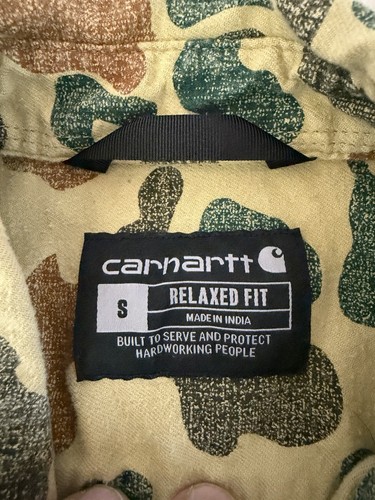 carhartt
S
RELAXED FIT
MADE IN INDIA
BUILT TO SERVE AND PROTECT
HARDWORKING PEOPLE